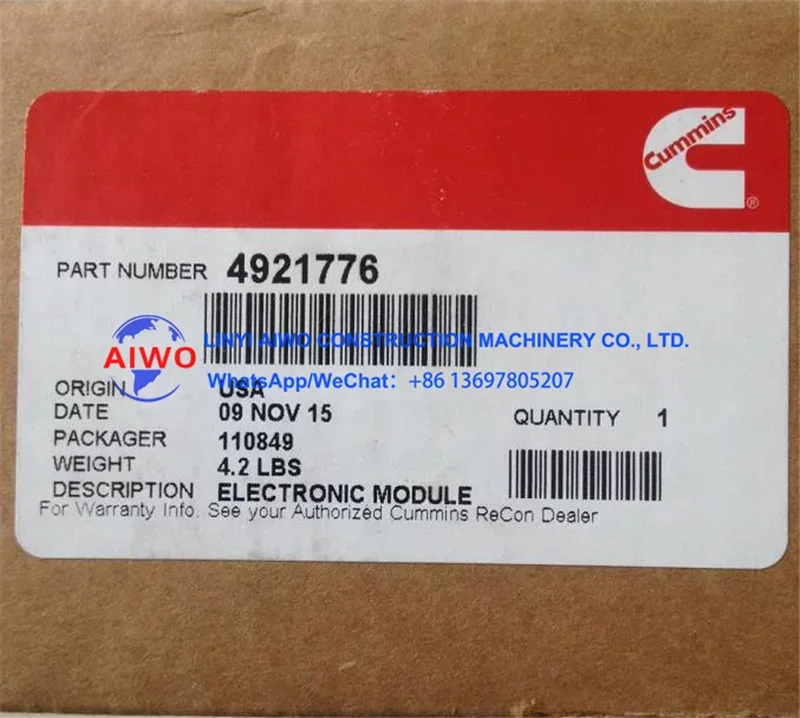 Cummins
®
PART NUMBER 4921776
AIWO LINYI AIWO CONSTRUCTION MACHINERY CO., LTD.
WhatsApp/WeChat：+86 13697805207
ORIGIN USA
DATE 09 NOV 15
QUANTITY 1
PACKAGER 110849
WEIGHT 4.2 LBS
DESCRIPTION ELECTRONIC MODULE
For Warranty Info. See your Authorized Cummins ReCon Dealer